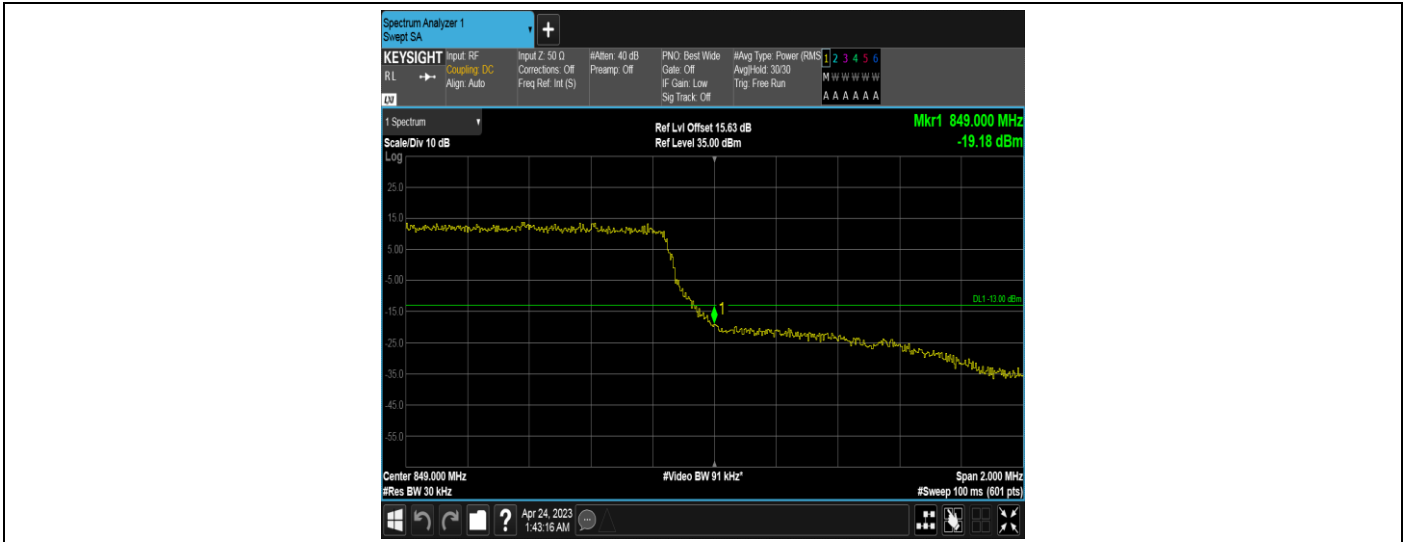 Spectrum Analyzer 1
Swept SA
+
KEYSIGHT
RL
LXI
Input: RF
Coupling: DC
Align: Auto
Input Z: 50 Ω
Corrections: Off
Freq Ref: Int (S)
#Atten: 40 dB
Preamp: Off
PNO: Best Wide
Gate: Off
IF Gain: Low
Sig Track: Off
#Avg Type: Power (RMS
Avg|Hold: 30/30
Trig: Free Run
1 2 3 4 5 6
M W W W W W
A A A A A A
1 Spectrum
Scale/Div 10 dB
Ref Lvl Offset 15.63 dB
Ref Level 35.00 dBm
Mkr1 849.000 MHz
-19.18 dBm
Log
25.0
15.0
5.00
-5.00
DL1 -13.00 dBm
1
-15.0
-25.0
-35.0
-45.0
-55.0
Center 849.000 MHz
#Res BW 30 kHz
#Video BW 91 kHz*
Span 2.000 MHz
#Sweep 100 ms (601 pts)
?
Apr 24, 2023
1:43:16 AM